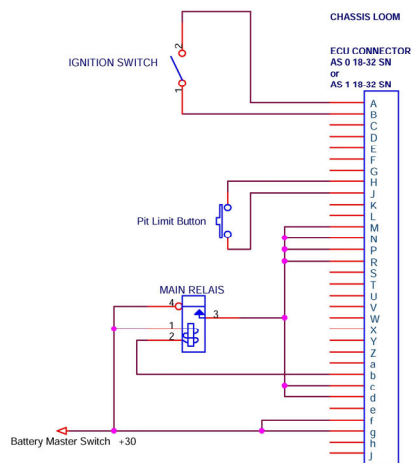 CHASSIS LOOM
ECU CONNECTOR
AS 0 18-32 SN
or
AS 1 18-32 SN
IGNITION SWITCH
2
1
A
B
C
D
E
F
G
H
J
K
L
M
N
P
R
S
T
U
V
W
X
Y
Z
a
b
c
d
e
f
g
h
j
Pit Limit Button
MAIN RELAIS
4
3
1
2
Battery Master Switch +30